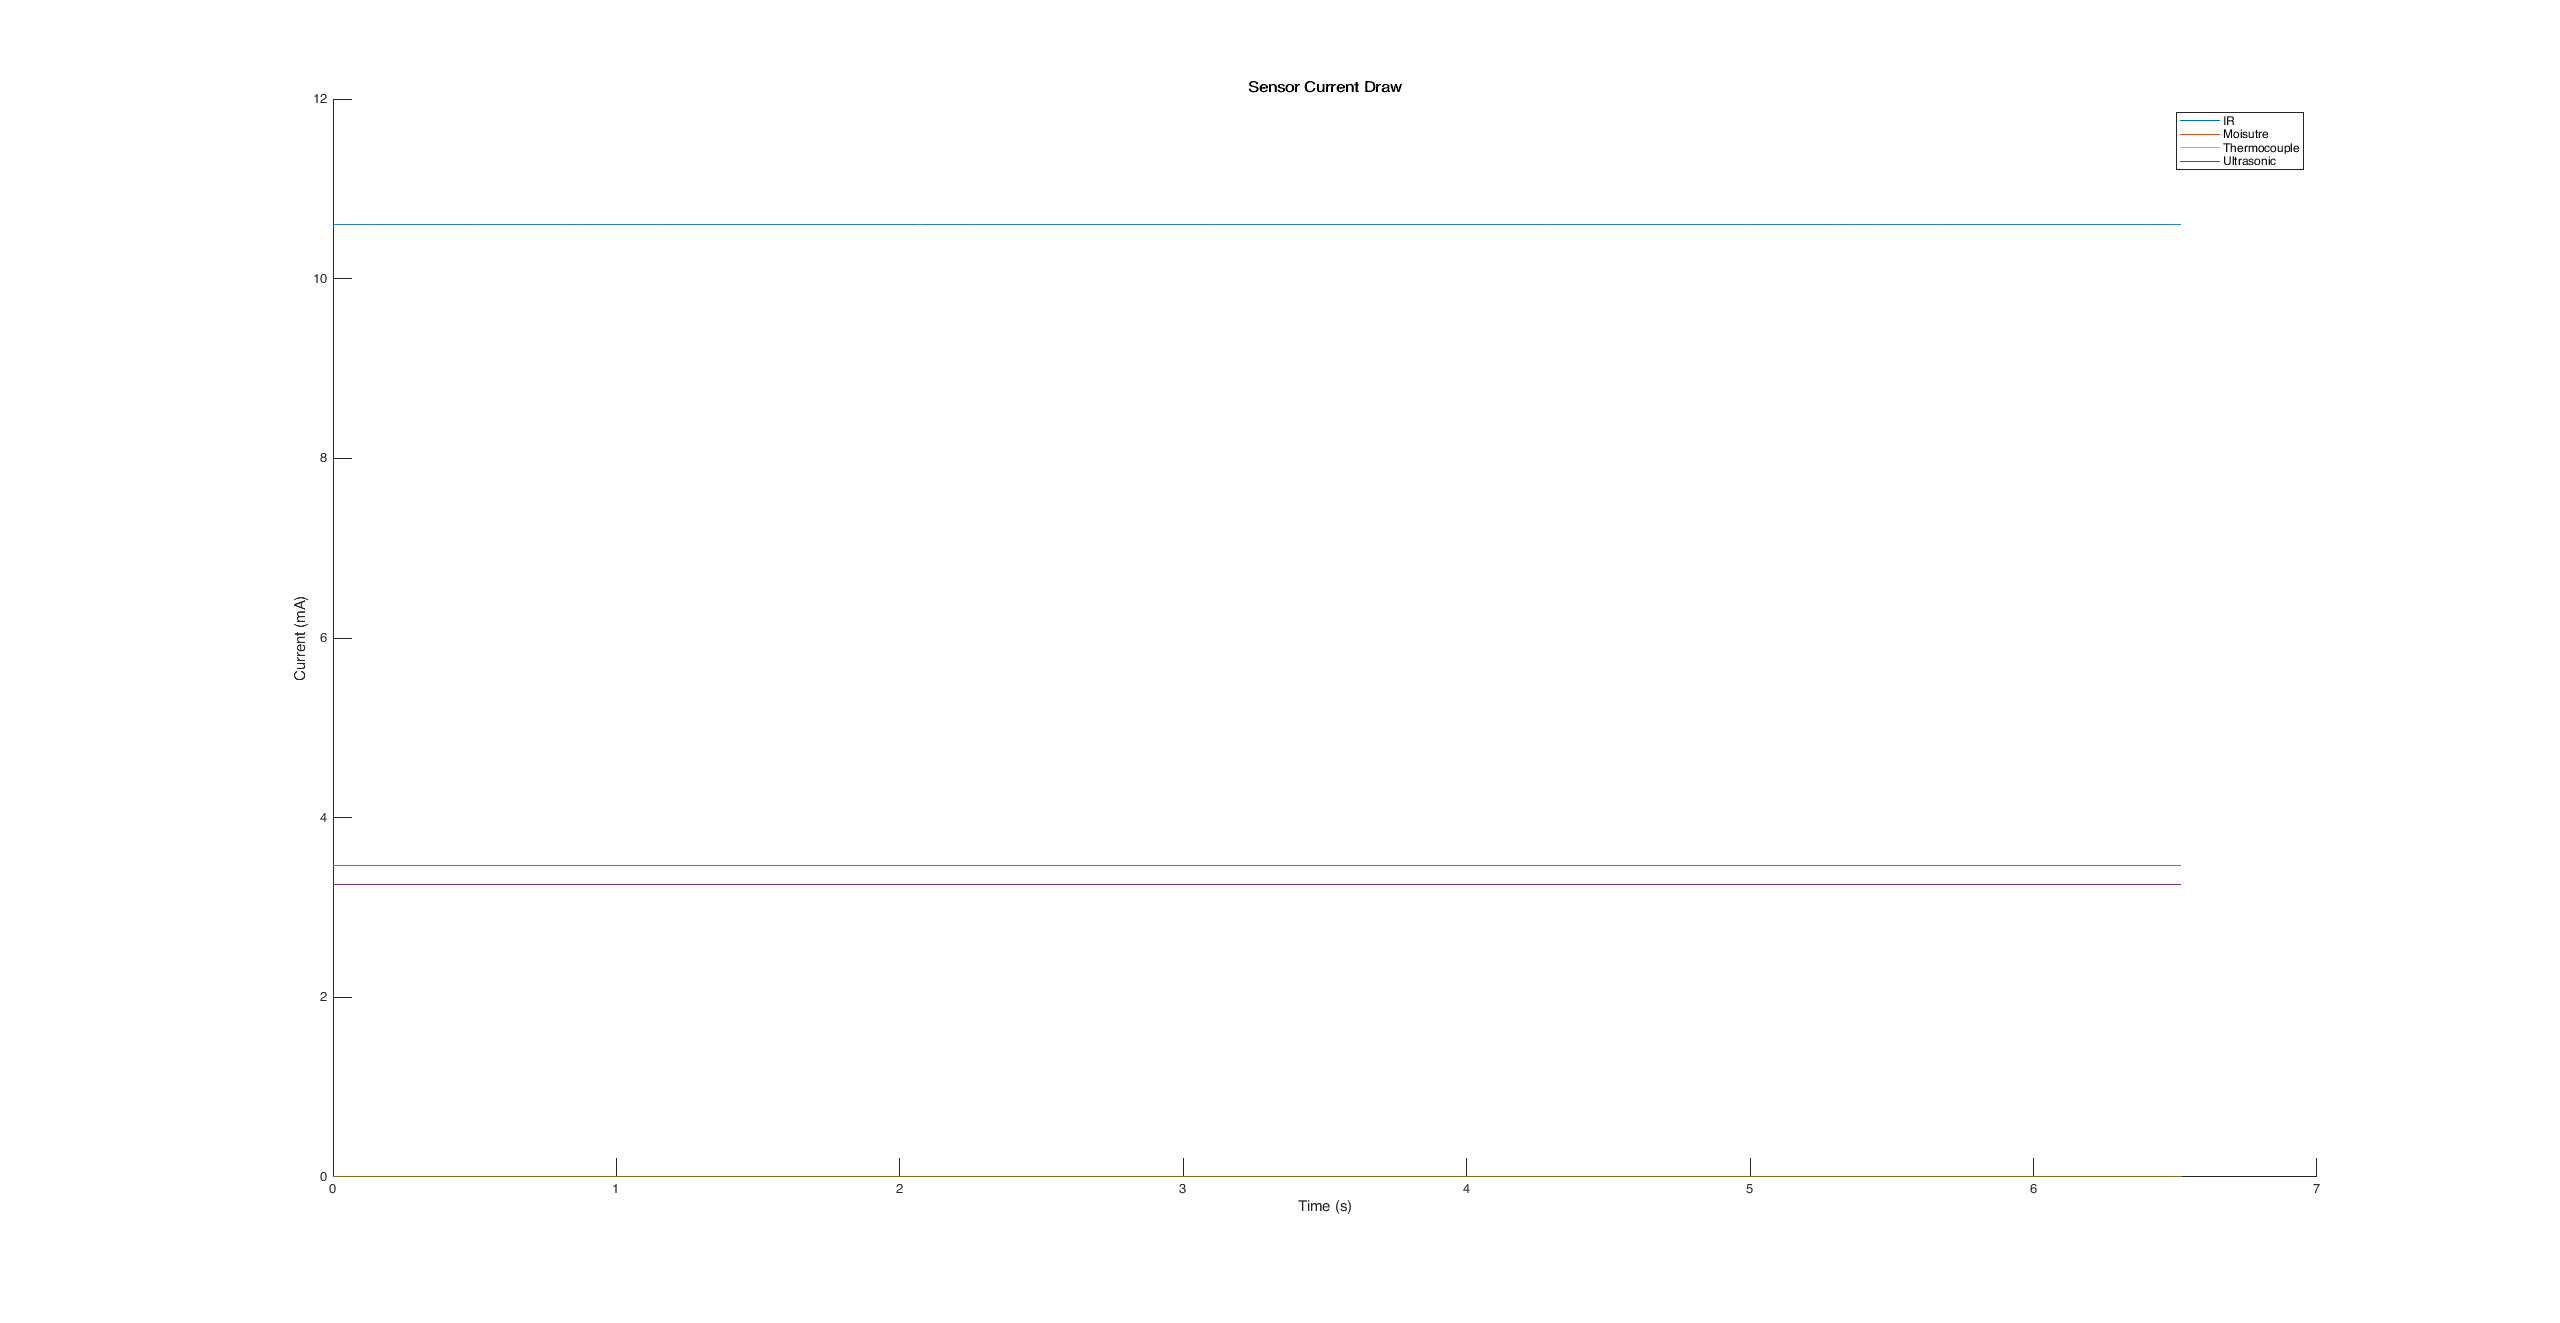 Sensor Current Draw
12
10
8
6
4
2
0
Current (mA)
IR
Moisutre
Thermocouple
Ultrasonic
0 1 2 3 4 5 6 7
Time (s)